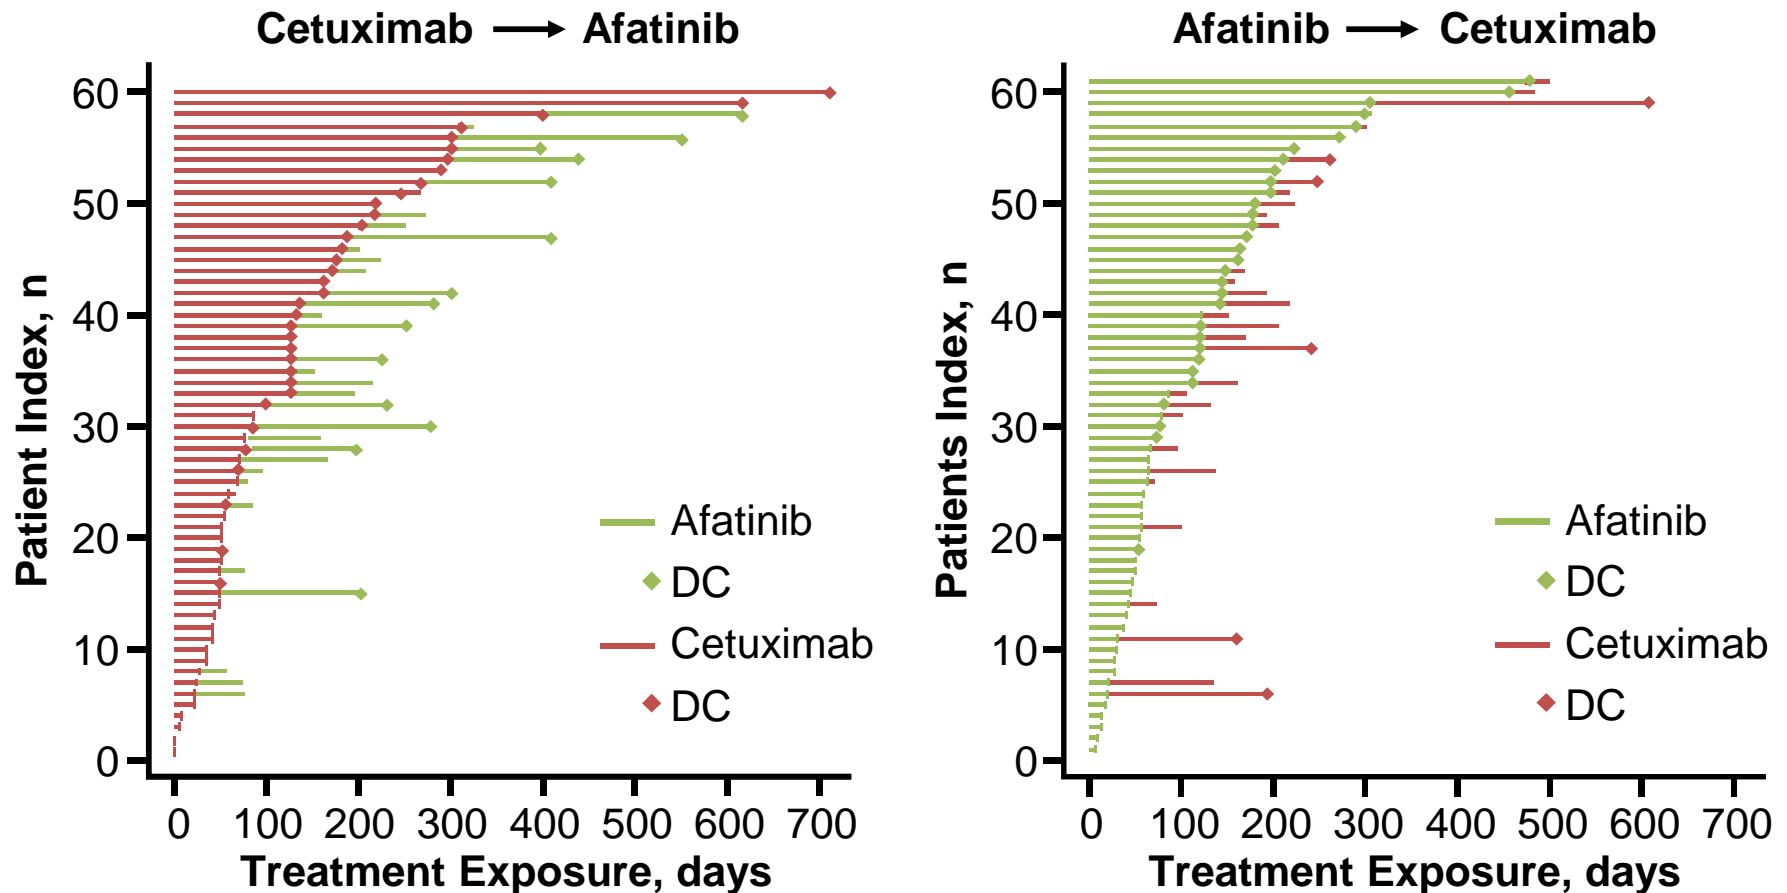 Cetuximab → Afatinib
60
50
40
30
20
10
0
Patient Index, n
Afatinib
DC
Cetuximab
DC
0 100 200 300 400 500 600 700
Treatment Exposure, days
Afatinib → Cetuximab
60
50
40
30
20
10
0
Patients Index, n
Afatinib
DC
Cetuximab
DC
0 100 200 300 400 500 600 700
Treatment Exposure, days